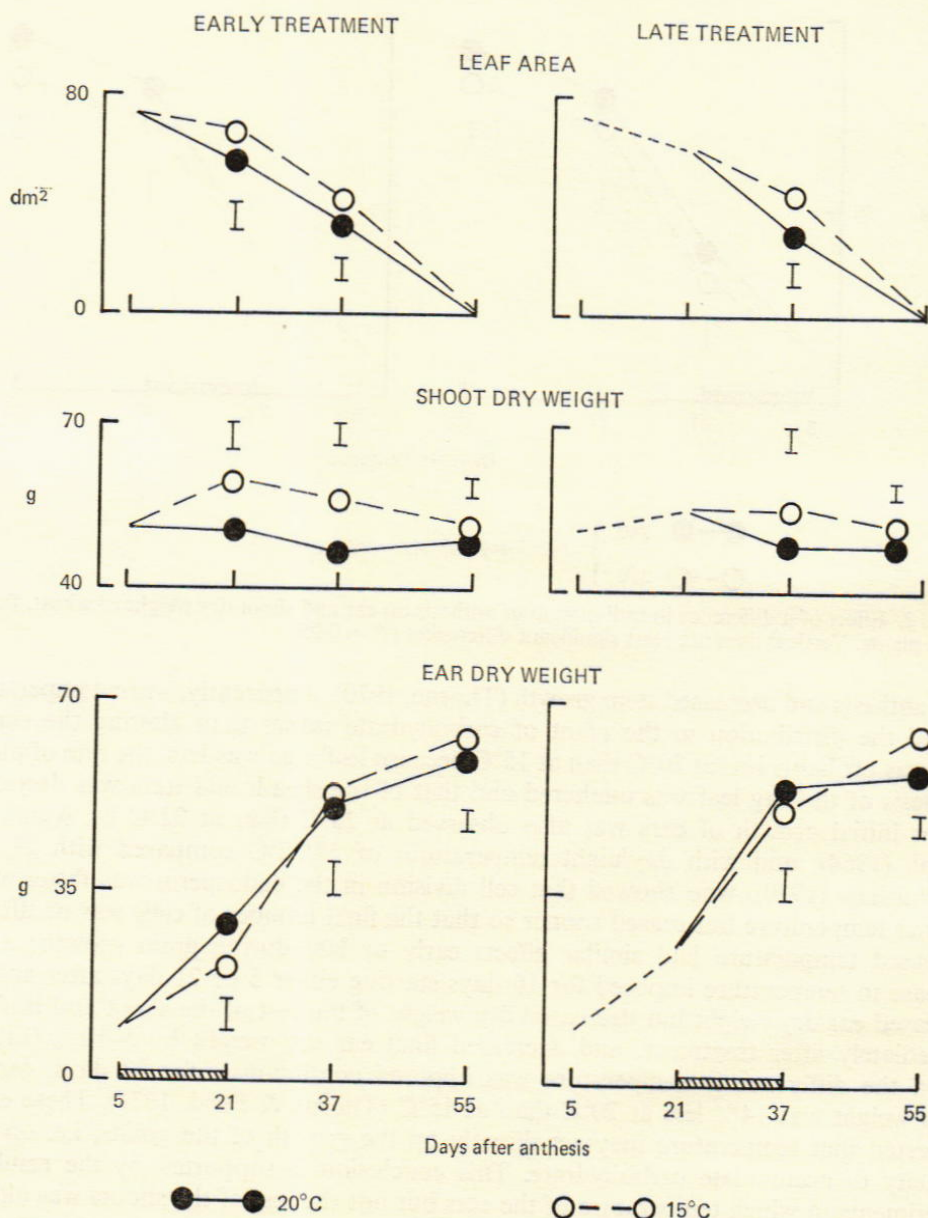 EARLY TREATMENT
LATE TREATMENT
LEAF AREA
80
dm²
0
SHOOT DRY WEIGHT
70
g
40
EAR DRY WEIGHT
70
35
0
5 21 37 55
5 21 37 55
Days after anthesis
20°C
15°C